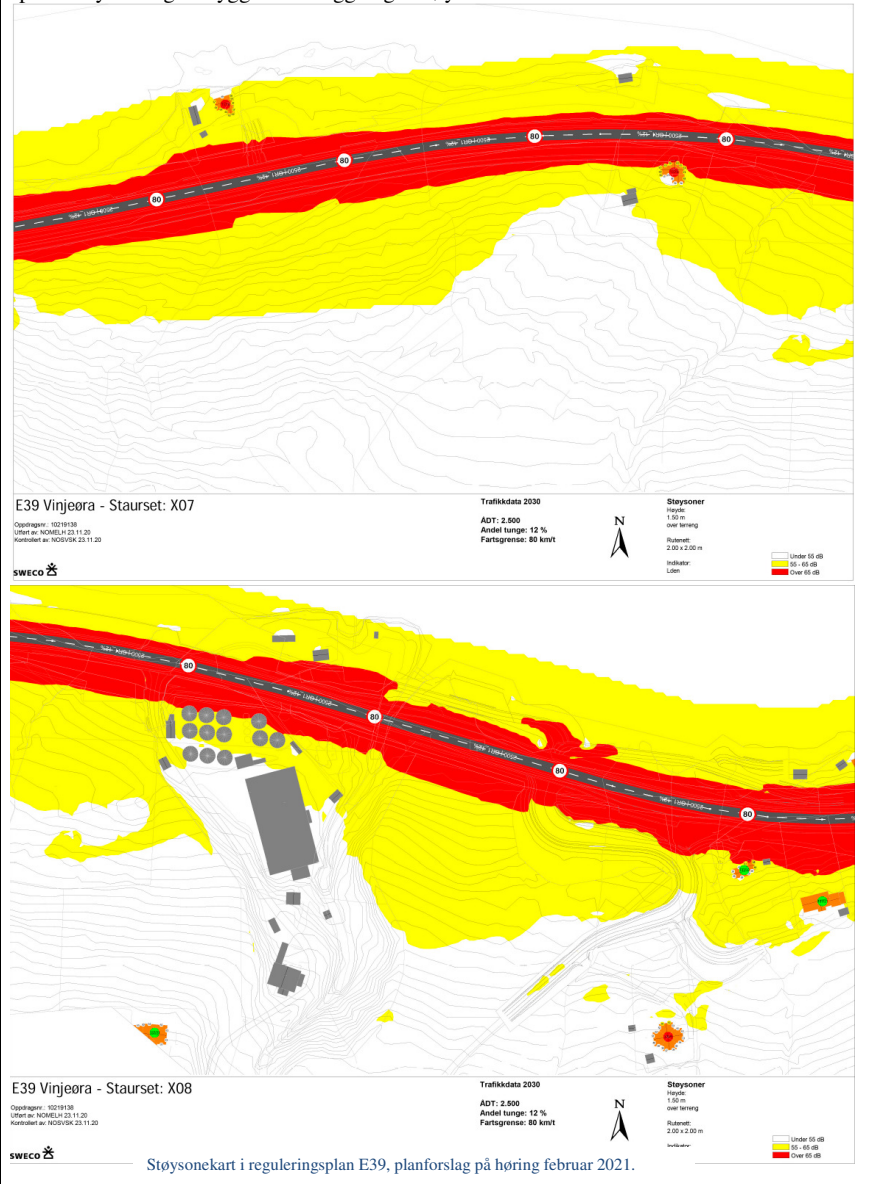 80
80
80
80
E39 Vinjeøra - Staurset: X07
Oppdragsnr.: 10219138
Utført av: NOMELH 23.11.20
Kontrollert av: NOSVSK 23.11.20
SWECO
Trafikkdata 2030
ÅDT: 2.500
Andel tunge: 12 %
Fartsgrense: 80 km/t
N
Støysoner
Høyde:
1.50 m
over terreng
Rutenett:
2.00 x 2.00 m
Indikator:
Lden
Under 55 dB
55 - 65 dB
Over 65 dB
80
80
80
80
E39 Vinjeøra - Staurset: X08
Oppdragsnr.: 10219138
Utført av: NOMELH 23.11.20
Kontrollert av: NOSVSK 23.11.20
SWECO
Trafikkdata 2030
ÅDT: 2.500
Andel tunge: 12 %
Fartsgrense: 80 km/t
N
Støysoner
Høyde:
1.50 m
over terreng
Rutenett:
2.00 x 2.00 m
Under 55 dB
55 - 65 dB
Over 65 dB
Støysonekart i reguleringsplan E39, planforslag på høring februar 2021.